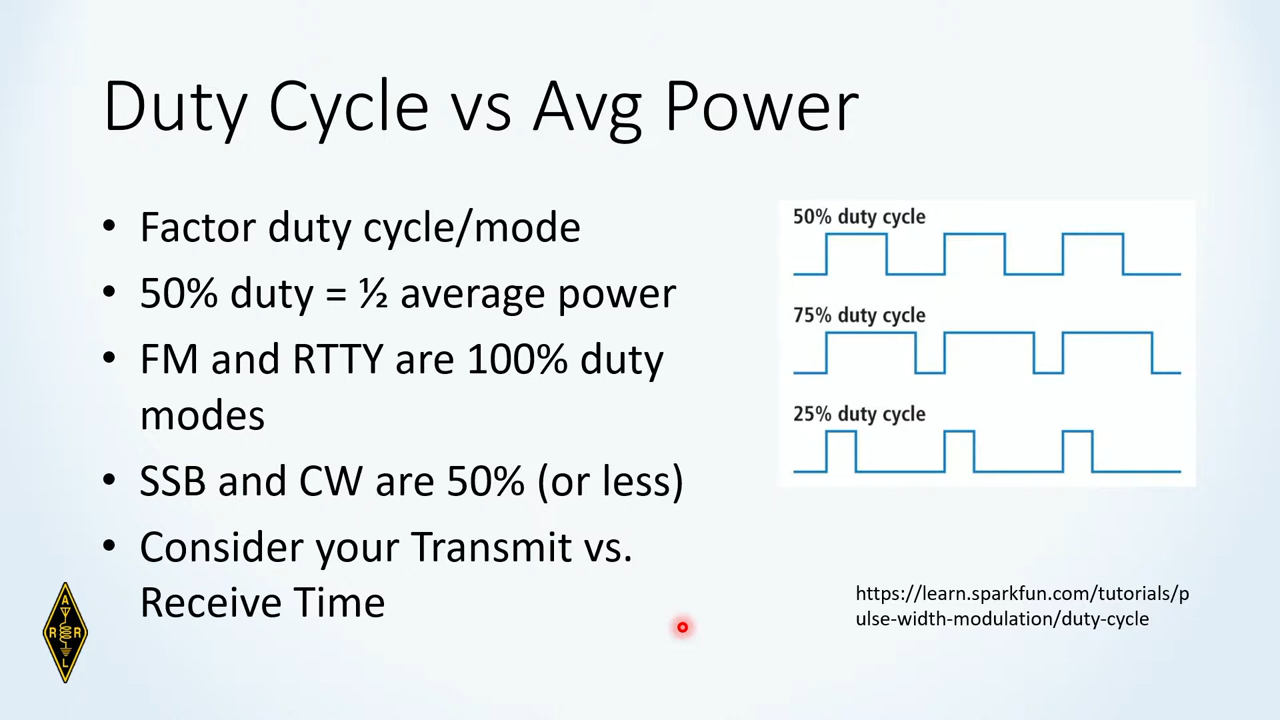 Duty Cycle vs Avg Power
• Factor duty cycle/mode
• 50% duty = ½ average power
• FM and RTTY are 100% duty
modes
• SSB and CW are 50% (or less)
• Consider your Transmit vs.
Receive Time
50% duty cycle
75% duty cycle
25% duty cycle
https://learn.sparkfun.com/tutorials/p
ulse-width-modulation/duty-cycle
A
R R
L